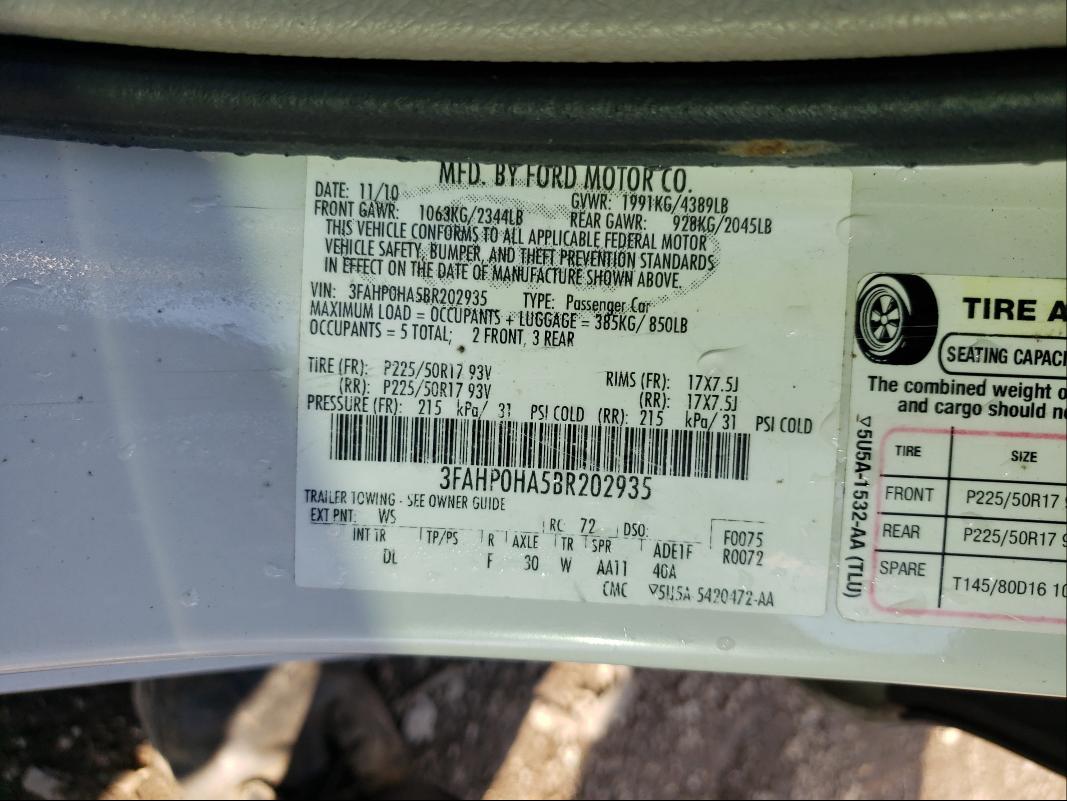 MFD. BY FORD MOTOR CO.
DATE: 11/10 GVWR: 1991KG/4389LB
FRONT GAWR: 1063KG/2344LB REAR GAWR: 928KG/2045LB
THIS VEHICLE CONFORMS TO ALL APPLICABLE FEDERAL MOTOR
VEHICLE SAFETY, BUMPER, AND THEFT PREVENTION STANDARDS
IN EFFECT ON THE DATE OF MANUFACTURE SHOWN ABOVE.
VIN: 3FAHP0HA5BR202935 TYPE: Passenger Car
MAXIMUM LOAD = OCCUPANTS + LUGGAGE = 385KG/ 850LB
OCCUPANTS = 5 TOTAL; 2 FRONT, 3 REAR
TIRE (FR): P225/50R17 93V RIMS (FR): 17X7.5J
(RR): P225/50R17 93V (RR): 17X7.5J
PRESSURE (FR): 215 kPa/ 31 PSI COLD (RR): 215 kPa/ 31 PSI COLD
3FAHP0HA5BR202935
TRAILER TOWING - SEE OWNER GUIDE
EXT PNT: WS RC: 72 DSO: F0075
INT TR TP/PS R AXLE TR SPR ADE1F R0072
DL F 30 W AA11 40A
CMC ▽5U5A-5420472-AA
TIRE A
SEATING CAPACI
The combined weight o
and cargo should n
TIRE SIZE
FRONT P225/50R17 9
REAR P225/50R17 9
SPARE T145/80D16 10
▽5U5A-1532-AA (TLU)